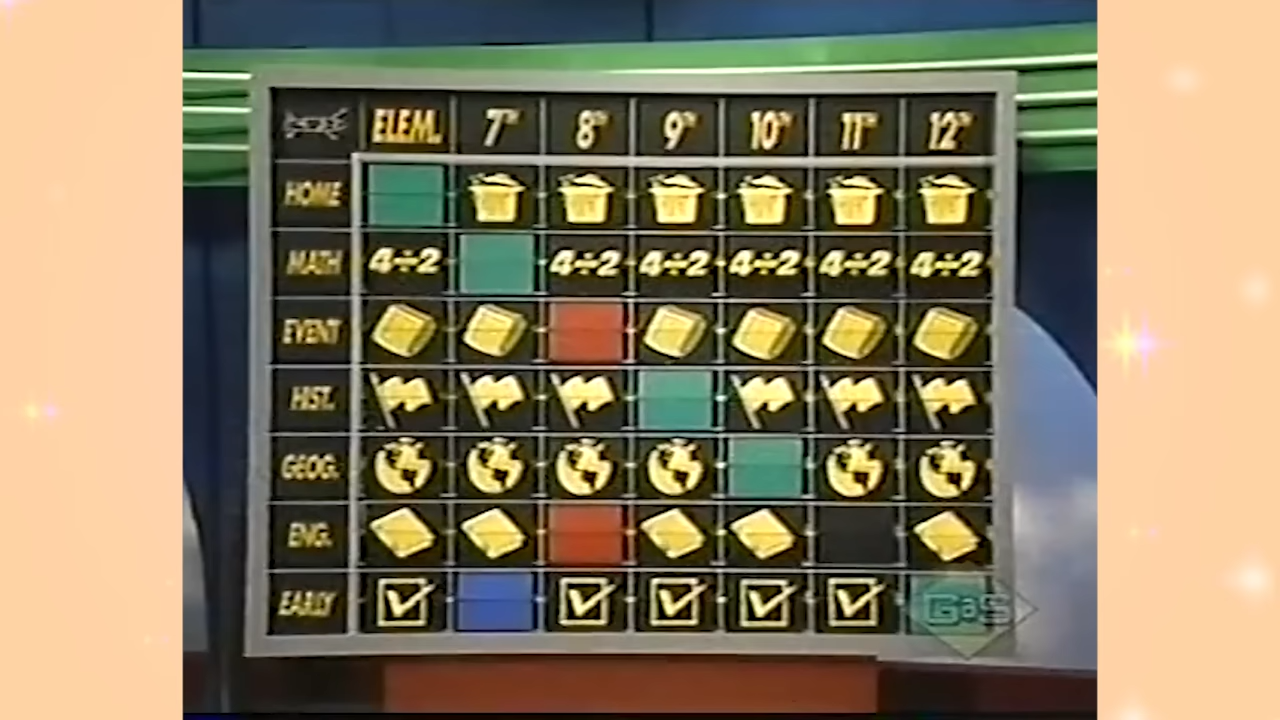 ELEM. 7TH 8TH 9TH 10TH 11TH 12TH
HOME
MATH 4÷2 4÷2 4÷2 4÷2 4÷2 4÷2
EVENT
HIST.
GEOG.
ENG.
EARLY GaS